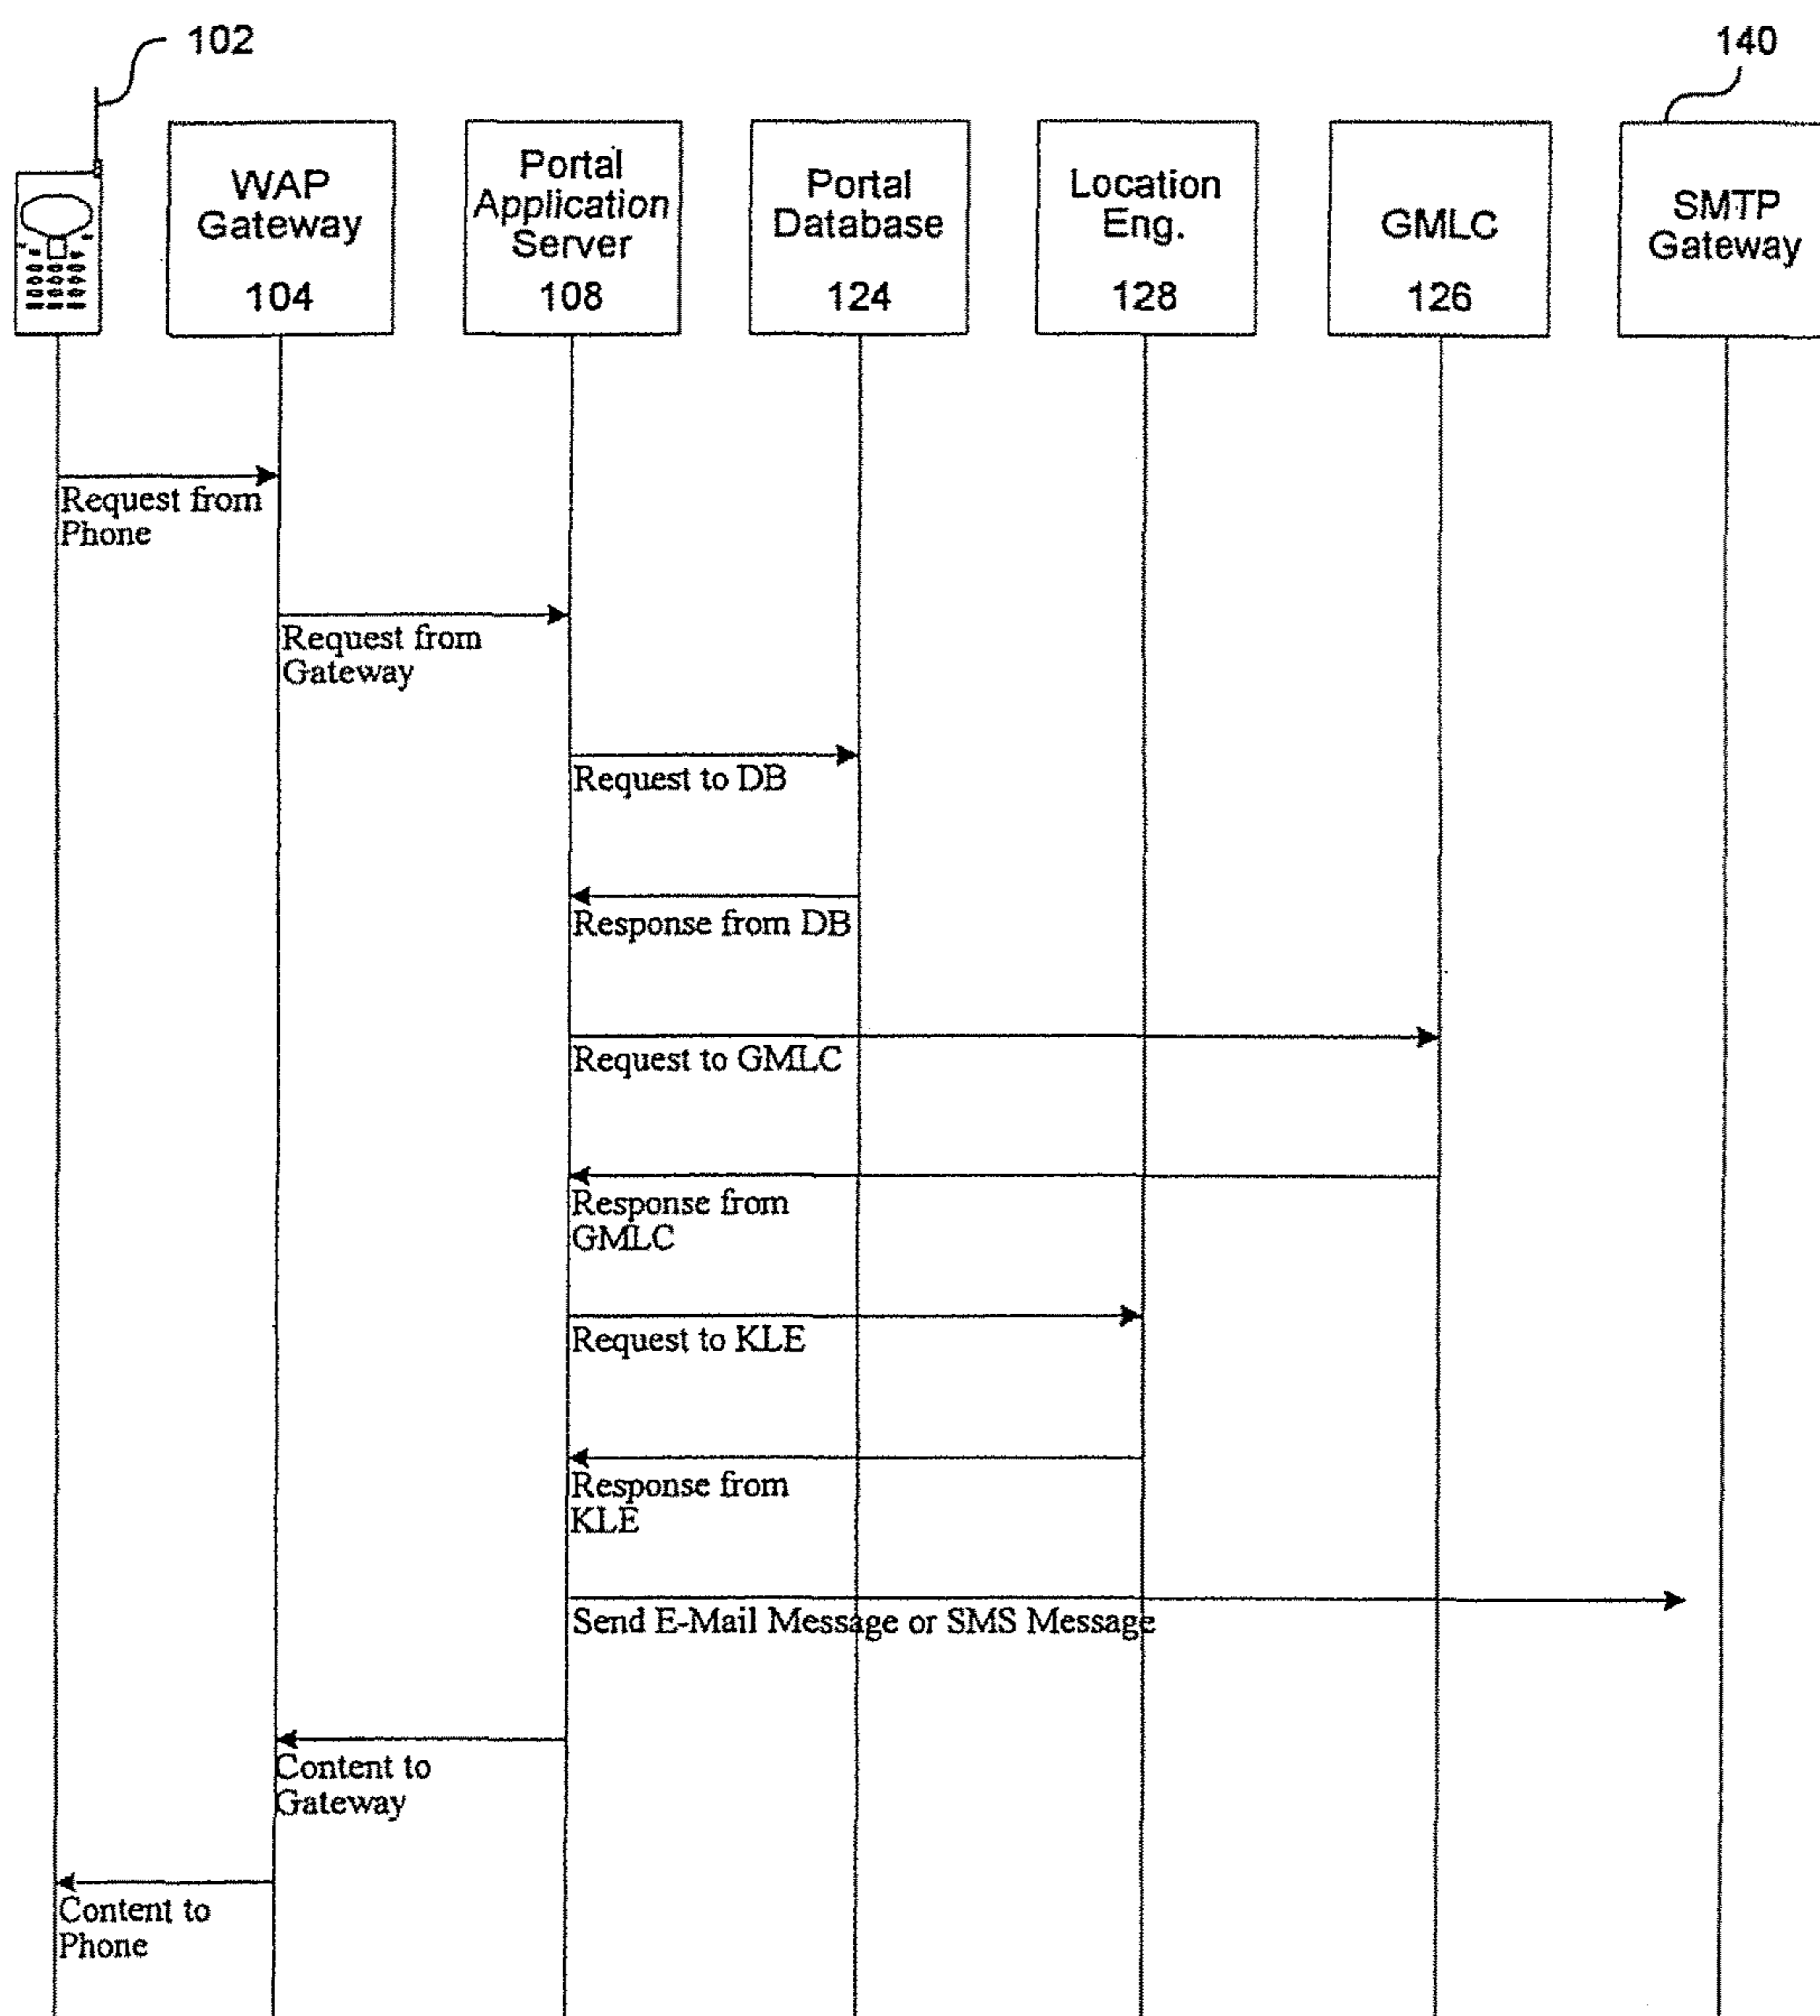 102
140
WAP
Gateway
104
Portal
Application
Server
108
Portal
Database
124
Location
Eng.
128
GMLC
126
SMTP
Gateway
Request from
Phone
Request from
Gateway
Request to DB
Response from DB
Request to GMLC
Response from
GMLC
Request to KLE
Response from
KLE
Send E-Mail Message or SMS Message
Content to
Gateway
Content to
Phone